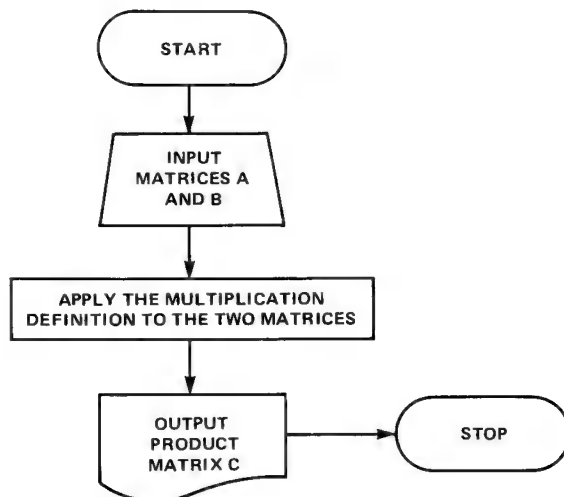 START
INPUT
MATRICES A
AND B
APPLY THE MULTIPLICATION
DEFINITION TO THE TWO MATRICES
OUTPUT
PRODUCT
MATRIX C
STOP